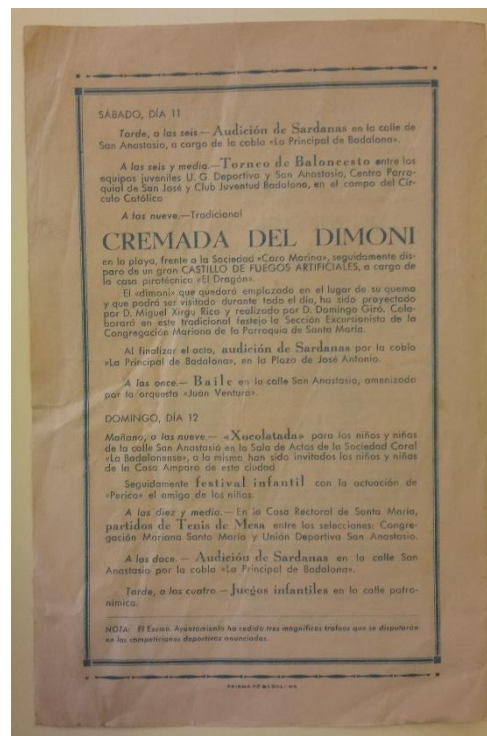 SÁBADO, DÍA 11
Tarde, a las seis.— Audición de Sardanas en la calle de
San Anastasio, a cargo de la cobla «La Principal de Badalona».
A las seis y media.—Torneo de Baloncesto entre los
equipos juveniles U. G. Deportiva y San Anastasio, Centro Parro-
quial de San José y Club Juventud Badalona, en el campo del Cír-
culo Católico
A las nueve.—Tradicional
CREMADA DEL DIMONI
en la playa, frente a la Sociedad «Coro Marina», seguidamente dis-
paro de un gran CASTILLO DE FUEGOS ARTIFICIALES, a cargo de
la casa pirotécnica «El Dragón».
El «dimoni» que quedará emplazado en el lugar de su quema
y que podrá ser visitado durante todo el día, ha sido proyectado
por D. Miguel Xirgu Rico y realizado por D. Domingo Giró. Cola-
borará en este tradicional festejo la Sección Excursionista de la
Congregación Mariana de la Parroquia de Santa María.
Al finalizar el acto, audición de Sardanas por la cobla
«La Principal de Badalona», en la Plaza de José Antonio.
A las once.— Baile en la calle San Anastasio, amenizado
por la orquesta «Juan Ventura».
DOMINGO, DÍA 12
Mañana, a las nueve.— «Xocolatada» para los niños y niñas
de la calle San Anastasio en la Sala de Actos de la Sociedad Coral
«La Badalonense», a la misma han sido invitados los niños y niñas
de la Casa Amparo de esta ciudad.
Seguidamente festival infantil con la actuación de
«Perico» el amigo de los niños.
A las diez y media.— En la Casa Rectoral de Santa María,
partidos de Tenis de Mesa entre las selecciones: Congre-
gación Mariana Santa María y Unión Deportiva San Anastasio.
A las doce.— Audición de Sardanas en la calle San
Anastasio por la cobla «La Principal de Badalona».
Tarde, a las cuatro.—Juegos infantiles en la calle patro-
nímica.
NOTA: El Excmo. Ayuntamiento ha cedido tres magníficos trofeos que se disputarán
en las competiciones deportivas anunciadas.